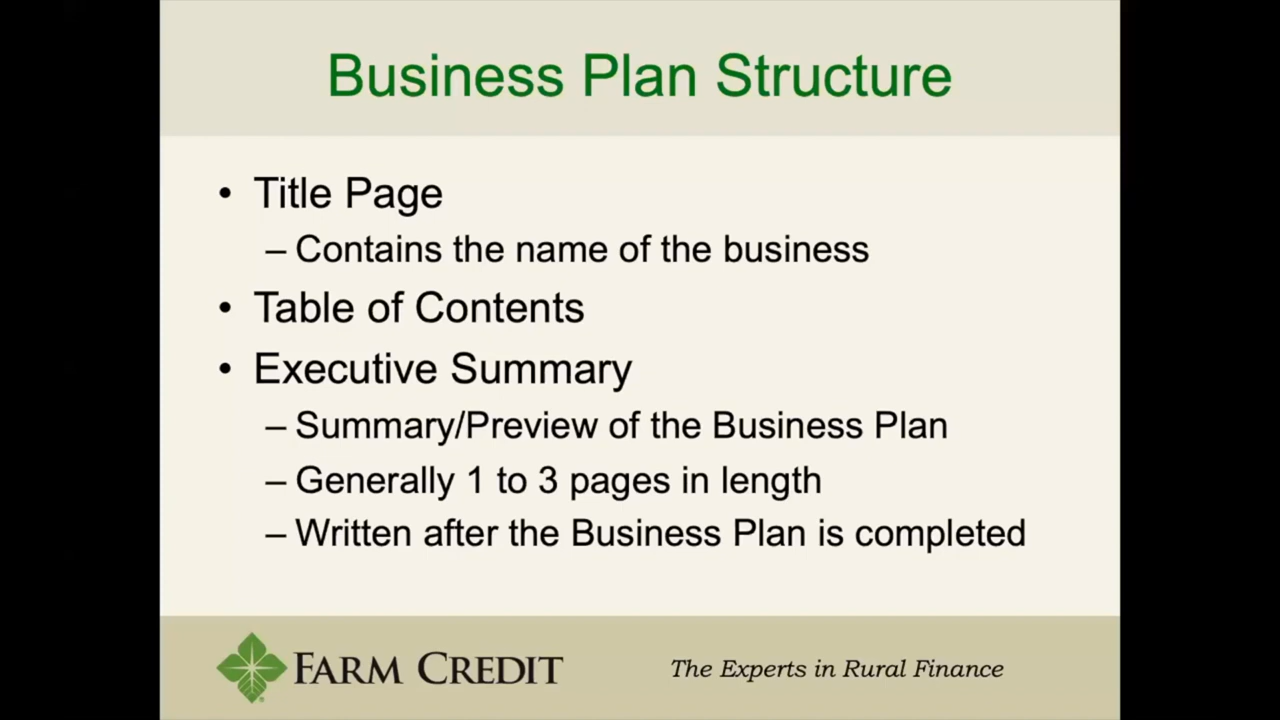 Business Plan Structure
• Title Page
– Contains the name of the business
• Table of Contents
• Executive Summary
– Summary/Preview of the Business Plan
– Generally 1 to 3 pages in length
– Written after the Business Plan is completed
FARM CREDIT
The Experts in Rural Finance